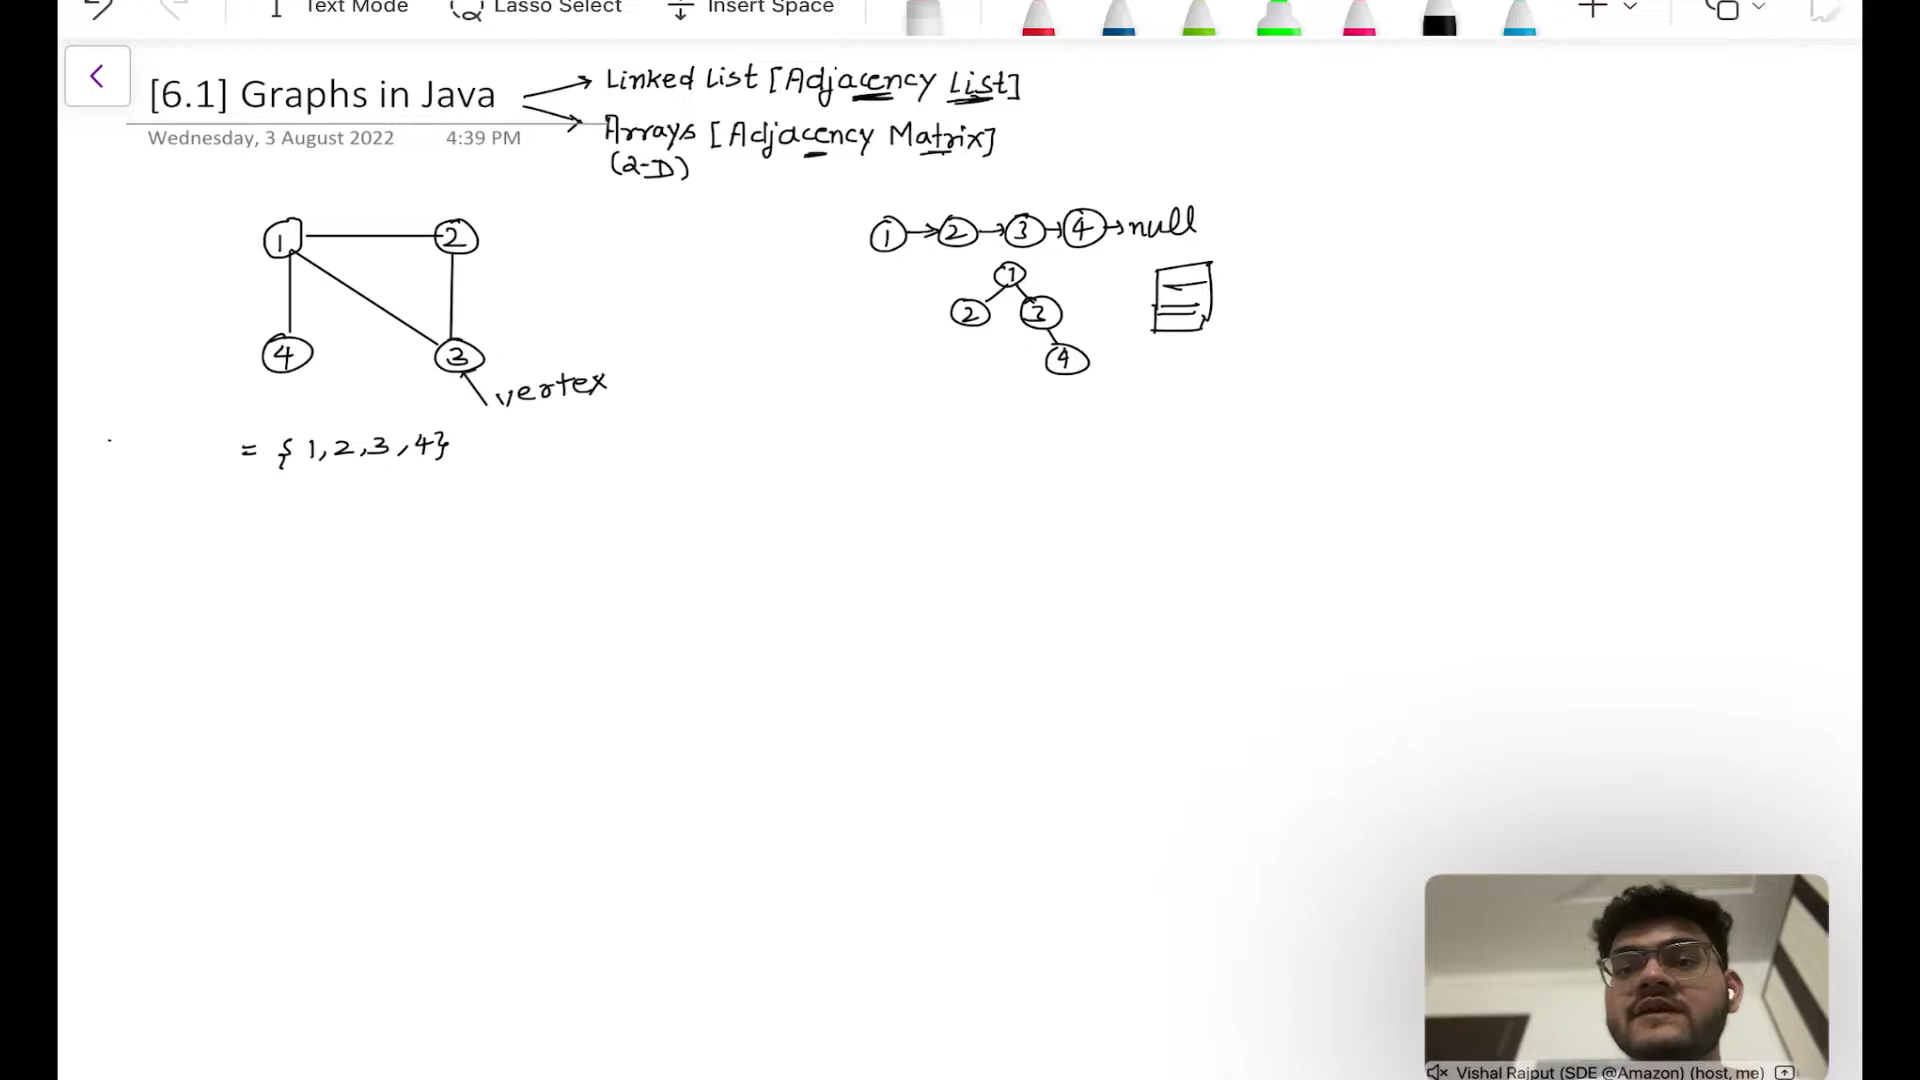 Text Mode
Lasso Select
Insert Space
[6.1] Graphs in Java
Wednesday, 3 August 2022 4:39 PM
Linked List [Adjacency List]
Arrays [Adjacency Matrix]
(2-D)
1 2
4 3
vertex
= { 1, 2, 3, 4}
1 → 2 → 3 → 4 → null
1
2 3
4
Vishal Rajput (SDE @Amazon) (host, me)